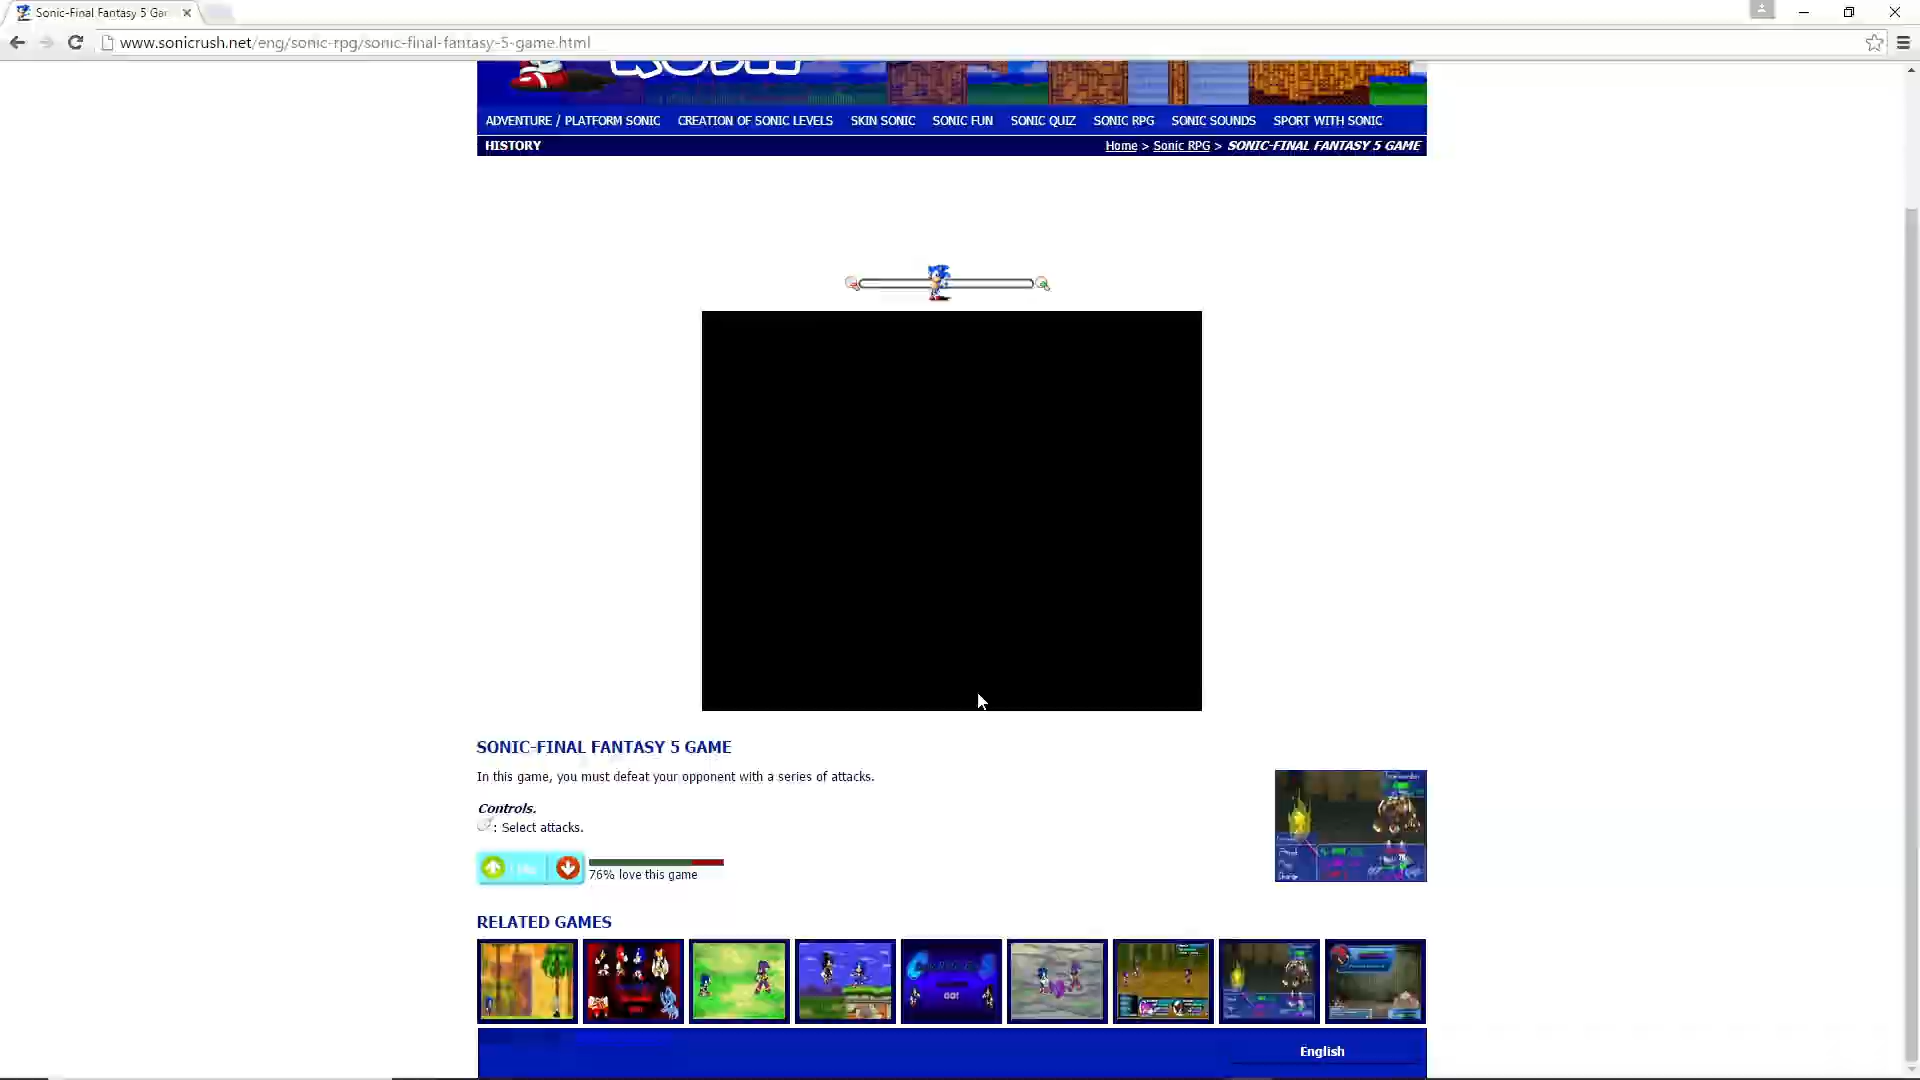 Sonic-Final Fantasy 5 Gar
www.sonicrush.net/eng/sonic-rpg/sonic-final-fantasy-5-game.html
ADVENTURE / PLATFORM SONIC CREATION OF SONIC LEVELS SKIN SONIC SONIC FUN SONIC QUIZ SONIC RPG SONIC SOUNDS SPORT WITH SONIC
HISTORY Home > Sonic RPG > SONIC-FINAL FANTASY 5 GAME
SONIC-FINAL FANTASY 5 GAME
In this game, you must defeat your opponent with a series of attacks.
Controls.
: Select attacks.
76% love this game
RELATED GAMES
GO!
English